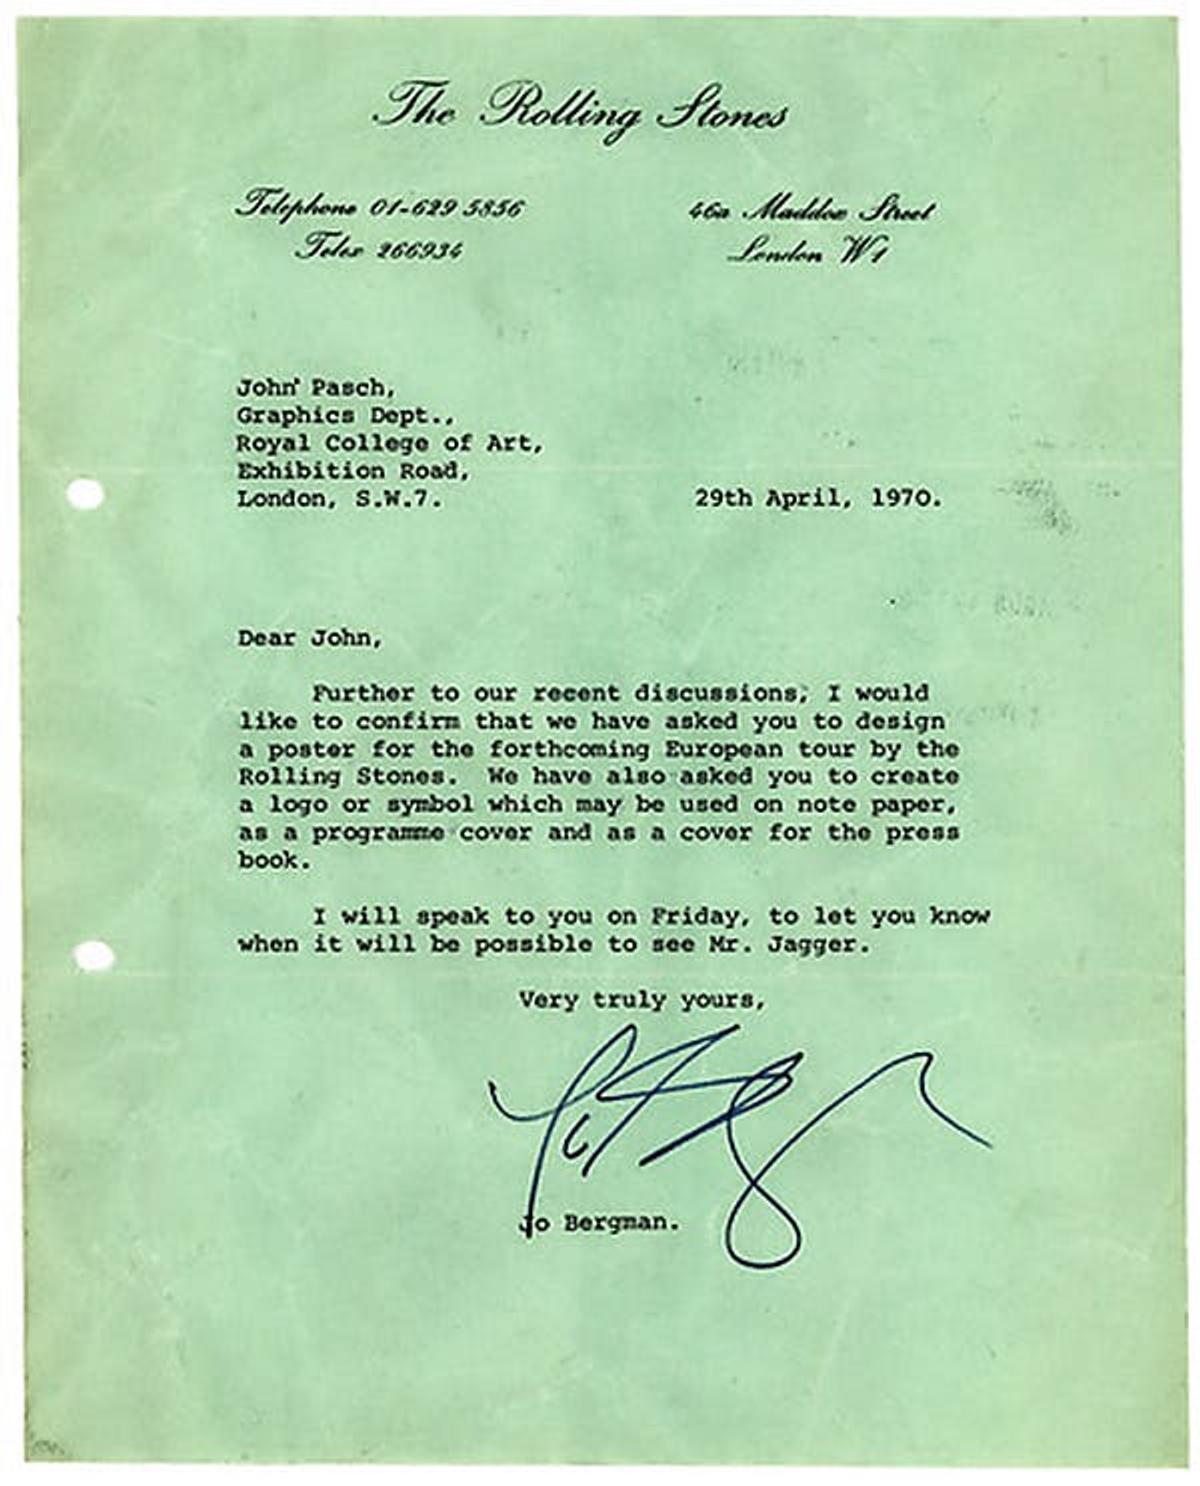 The Rolling Stones
Telephone 01-629 5856
Telex 266934
46a Maddox Street
London W1
John Pasch,
Graphics Dept.,
Royal College of Art,
Exhibition Road,
London, S.W.7.
29th April, 1970.
Dear John,
Further to our recent discussions, I would
like to confirm that we have asked you to design
a poster for the forthcoming European tour by the
Rolling Stones. We have also asked you to create
a logo or symbol which may be used on note paper,
as a programme cover and as a cover for the press
book.
I will speak to you on Friday, to let you know
when it will be possible to see Mr. Jagger.
Very truly yours,
Jo Bergman.